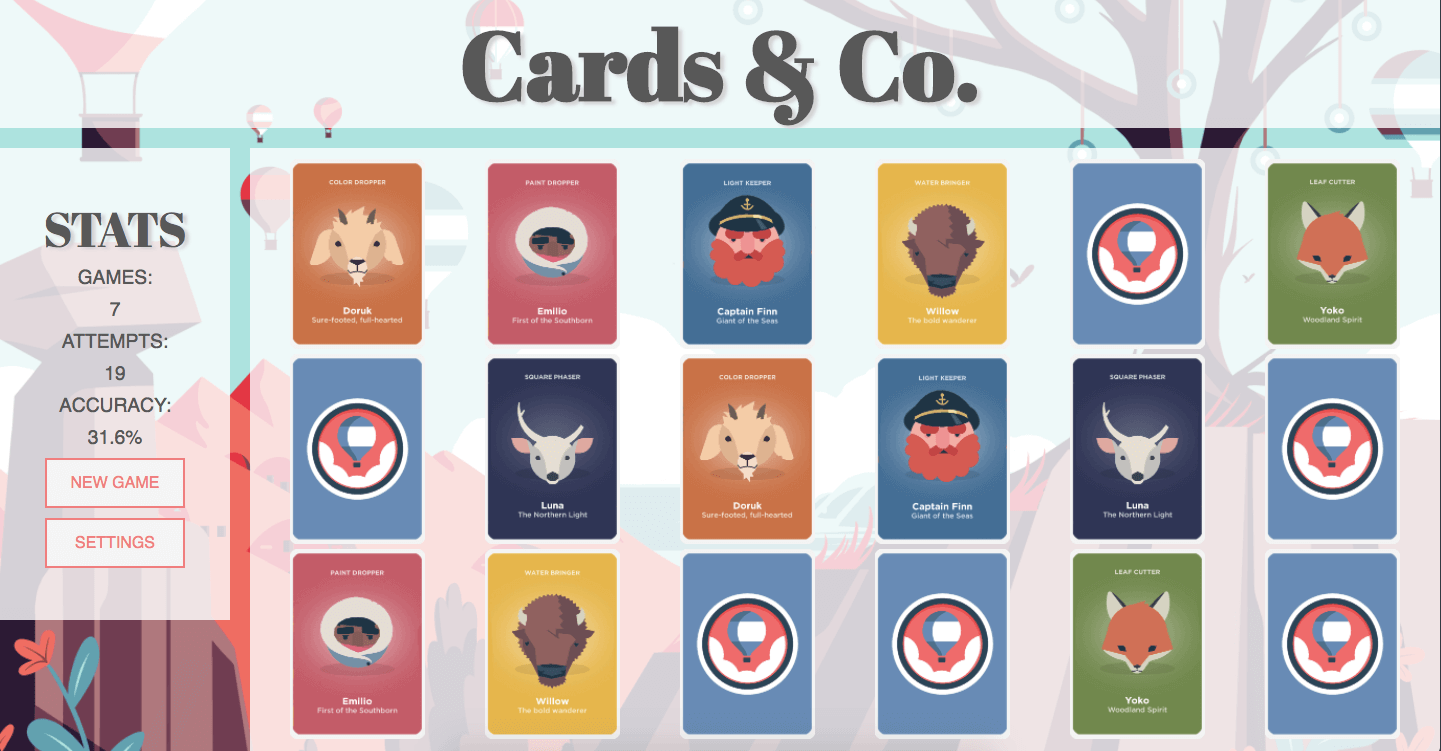 Cards & Co.
STATS
GAMES:
7
ATTEMPTS:
19
ACCURACY:
31.6%
NEW GAME
SETTINGS
COLOR DROPPER
Doruk
Sure-footed, full-hearted
PAINT DROPPER
Emilio
First of the Southborn
LIGHT KEEPER
Captain Finn
Giant of the Seas
WATER BRINGER
Willow
The bold wanderer
LEAF CUTTER
Yoko
Woodland Spirit
SQUARE PHASER
Luna
The Northern Light
COLOR DROPPER
Doruk
Sure-footed, full-hearted
LIGHT KEEPER
Captain Finn
Giant of the Seas
SQUARE PHASER
Luna
The Northern Light
PAINT DROPPER
Emilio
First of the Southborn
WATER BRINGER
Willow
The bold wanderer
LEAF CUTTER
Yoko
Woodland Spirit